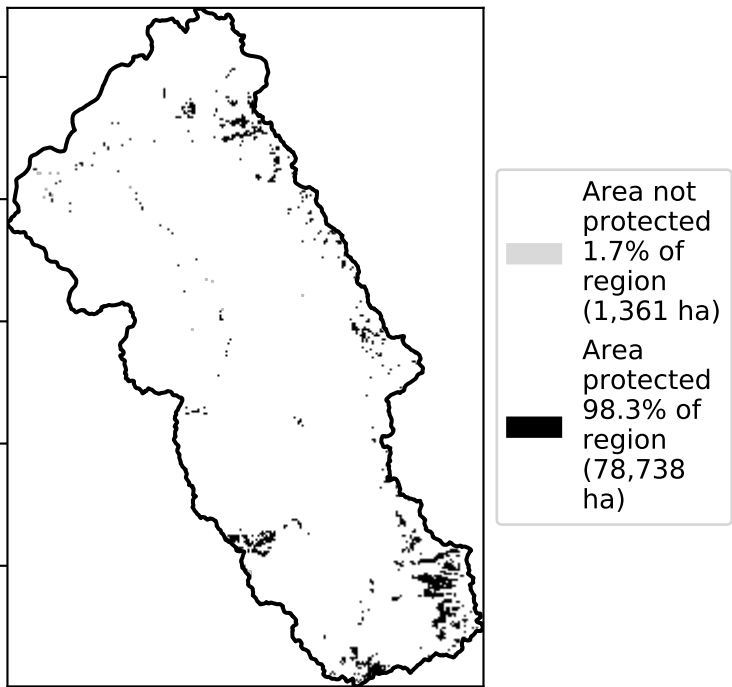 Area not
protected
1.7% of
region
(1,361 ha)
Area
protected
98.3% of
region
(78,738
ha)